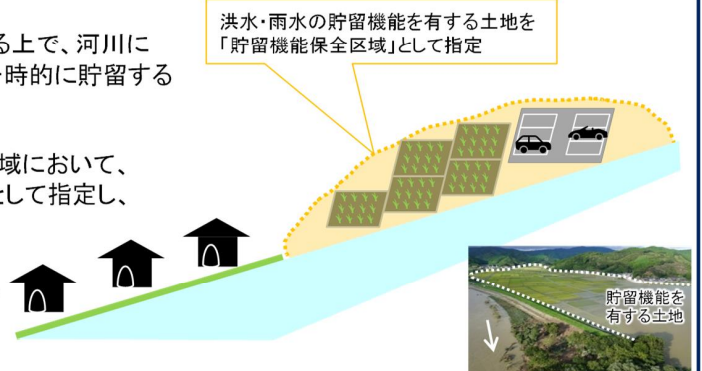 洪水・雨水の貯留機能を有する土地を
「貯留機能保全区域」として指定
る上で、河川に
時的に貯留する
域において、
して指定し、
貯留機能を
有する土地